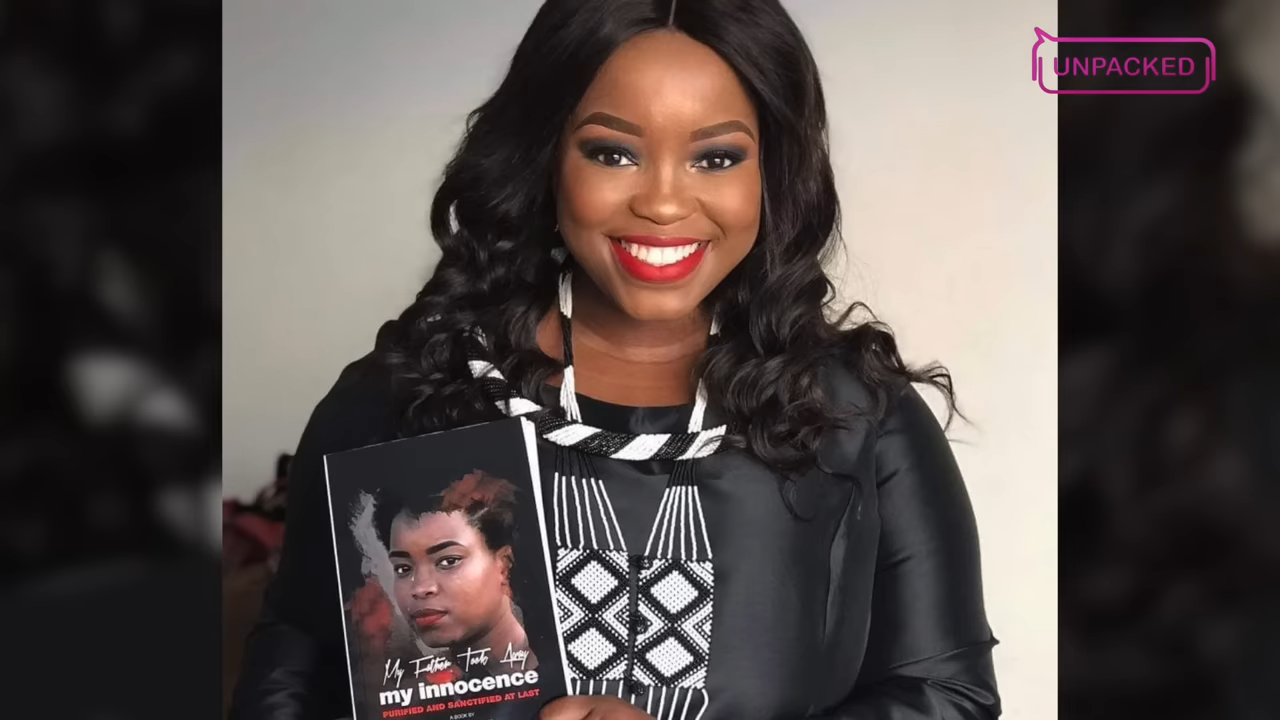 UNPACKED
My Father Took Away
my innocence
PURIFIED AND SANCTIFIED AT LAST
A BOOK BY